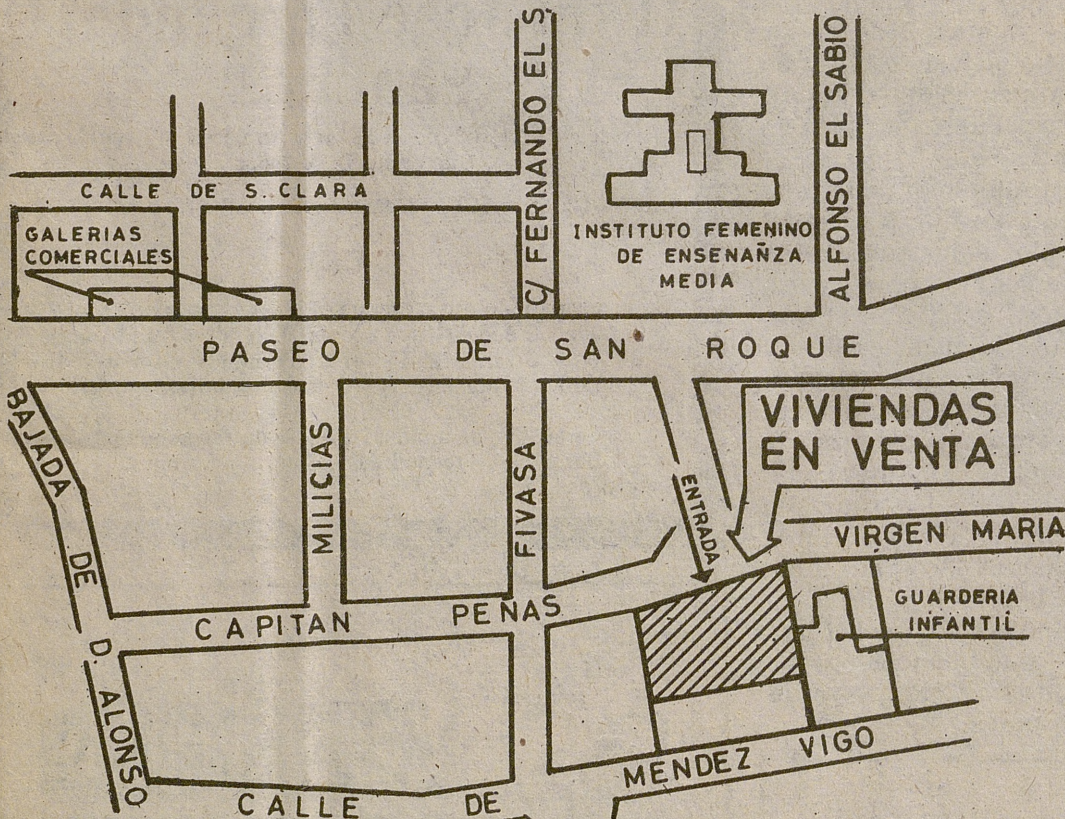 C/ FERNANDO EL S.
ALFONSO EL SABIO
CALLE DE S. CLARA
GALERIAS
COMERCIALES
INSTITUTO FEMENINO
DE ENSENAÑZA
MEDIA
PASEO DE SAN ROQUE
BAJADA DE D. ALONSO
MILICIAS
FIVASA
ENTRADA
VIVIENDAS
EN VENTA
VIRGEN MARIA
GUARDERIA
INFANTIL
CAPITAN PEÑAS
CALLE DE MENDEZ VIGO